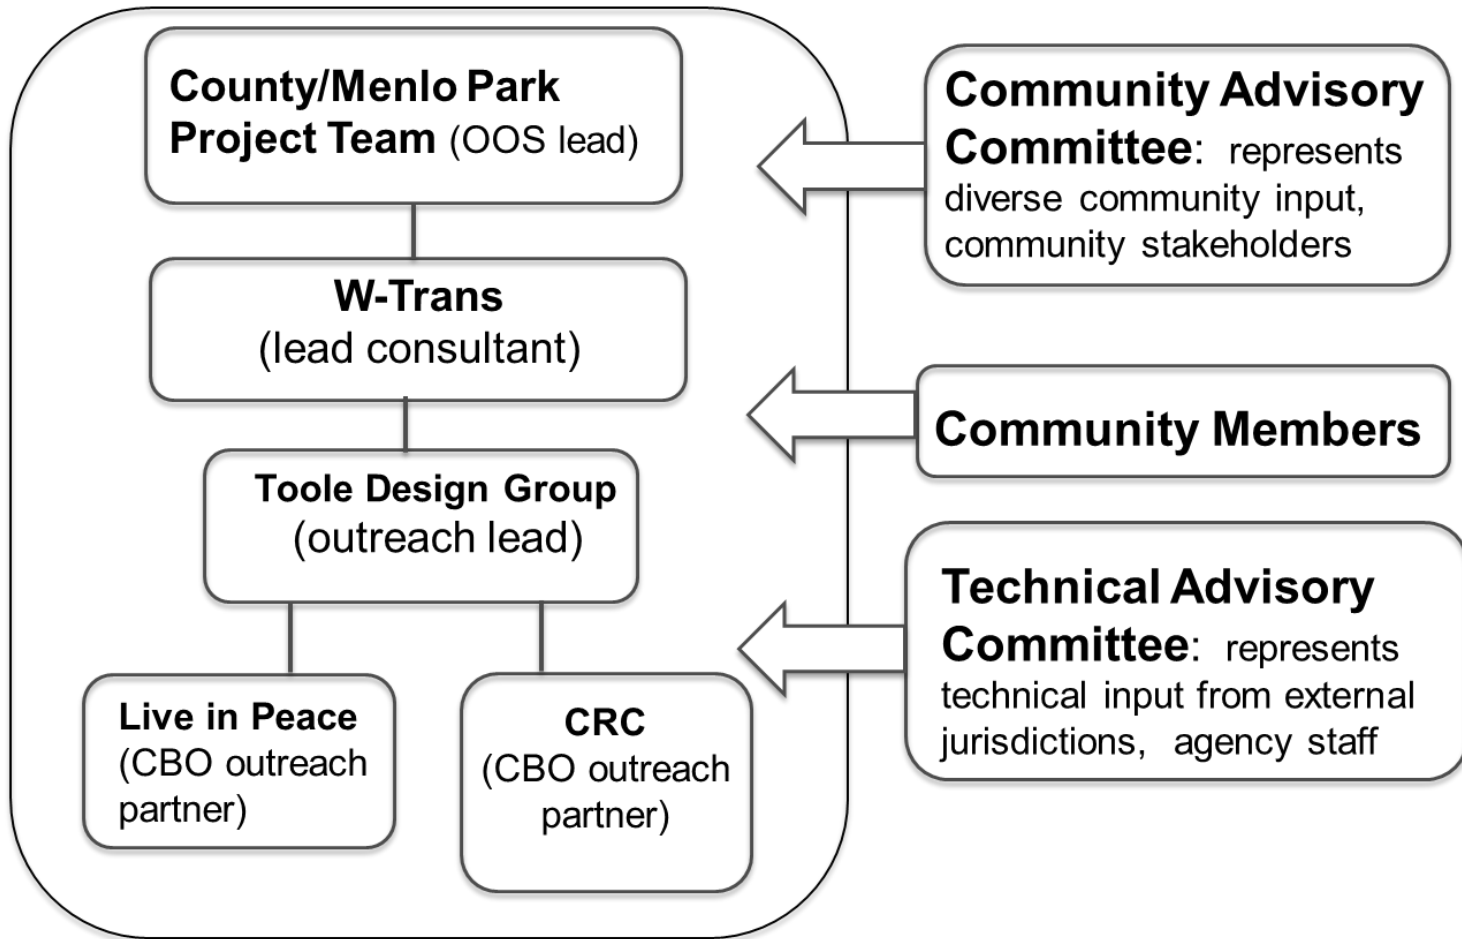 County/Menlo Park
Project Team (OOS lead)
W-Trans
(lead consultant)
Toole Design Group
(outreach lead)
Live in Peace
(CBO outreach
partner)
CRC
(CBO outreach
partner)
Community Advisory
Committee: represents
diverse community input,
community stakeholders
Community Members
Technical Advisory
Committee: represents
technical input from external
jurisdictions, agency staff